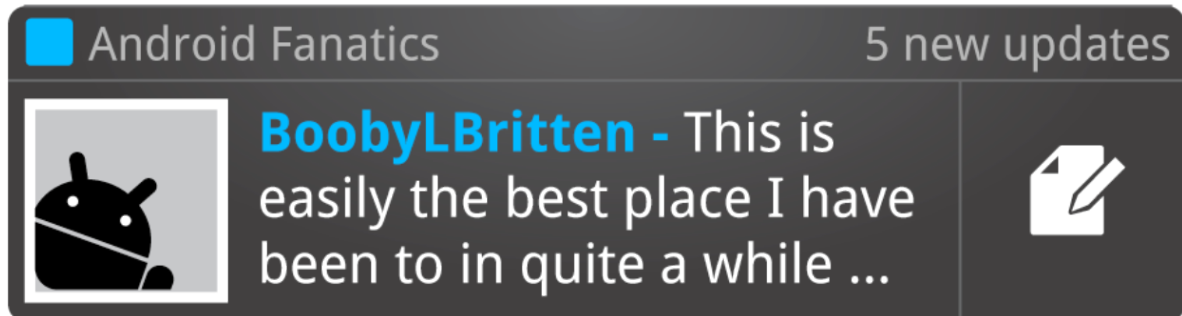 Android Fanatics 5 new updates
BoobyLBritten - This is
easily the best place I have
been to in quite a while ...